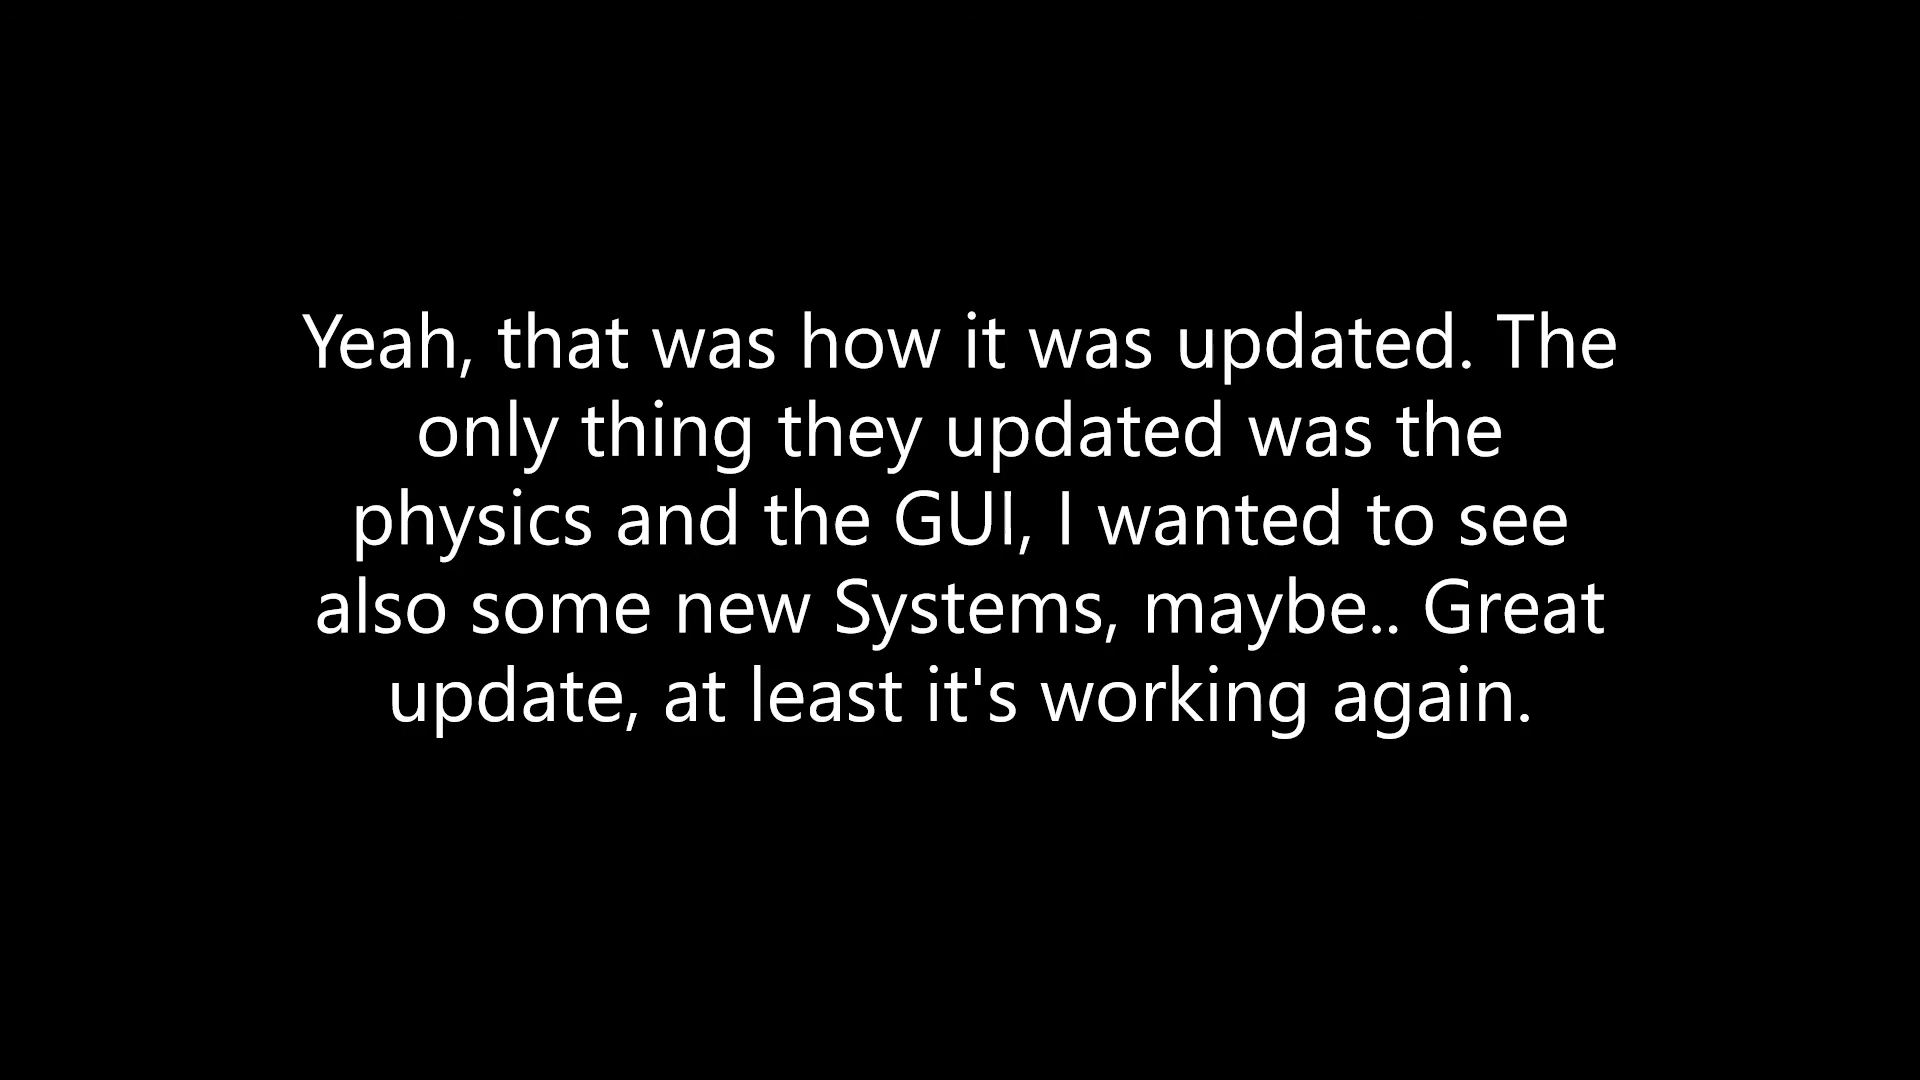 Yeah, that was how it was updated. The
only thing they updated was the
physics and the GUI, I wanted to see
also some new Systems, maybe.. Great
update, at least it's working again.